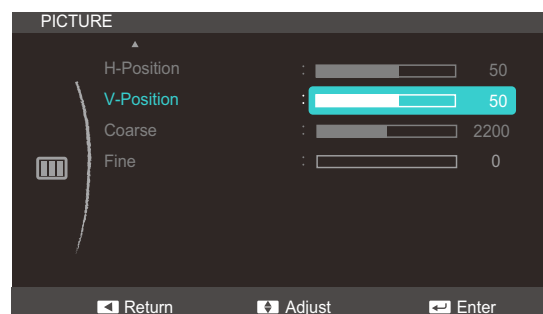 PICTURE
H-Position : 50
V-Position : 50
Coarse : 2200
Fine : 0
Return Adjust Enter